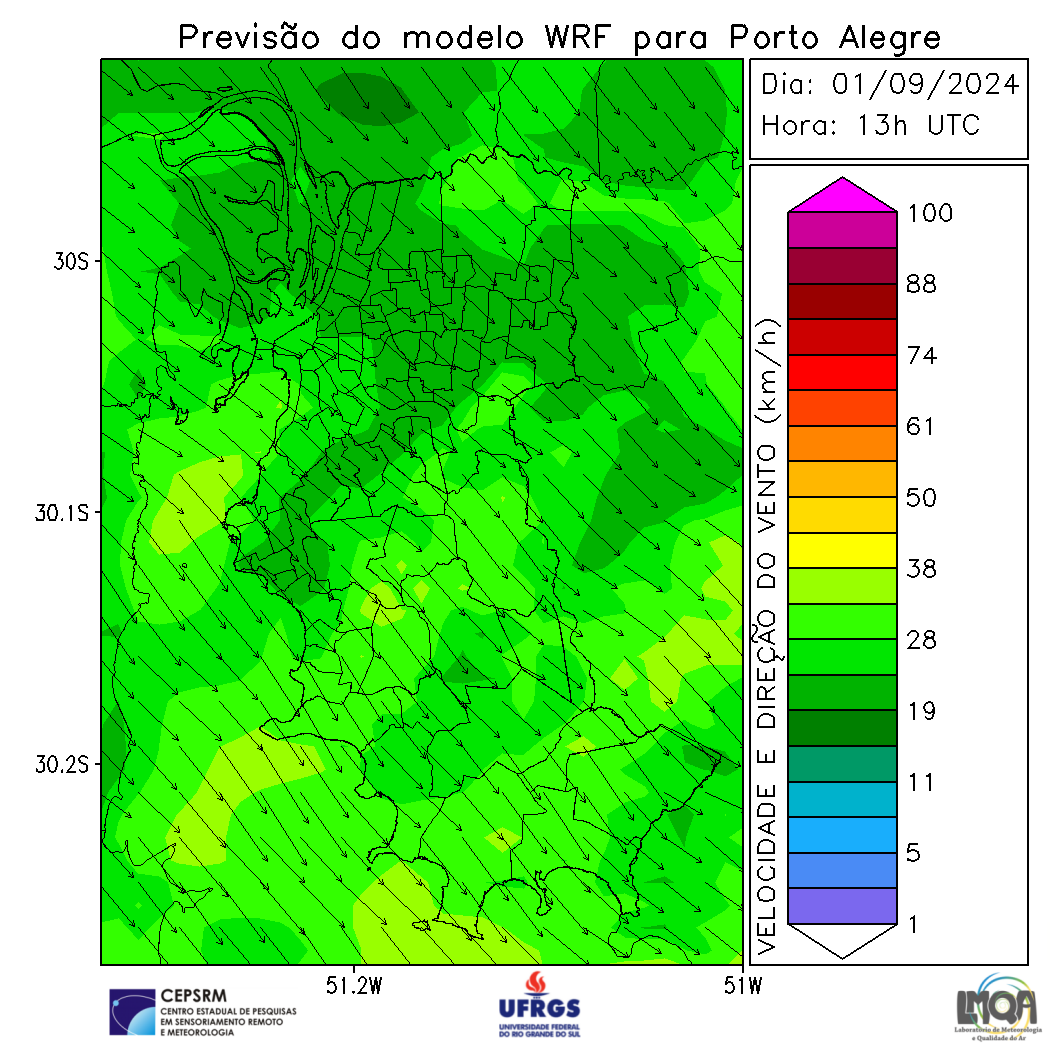 Previsão do modelo WRF para Porto Alegre
Dia: 01/09/2024
Hora: 13h UTC
30S
30.1S
30.2S
51.2W
51W
VELOCIDADE E DIREÇÃO DO VENTO (km/h)
100
88
74
61
50
38
28
19
11
5
1
CEPSRM
CENTRO ESTADUAL DE PESQUISAS
EM SENSORIAMENTO REMOTO
E METEOROLOGIA
UFRGS
UNIVERSIDADE FEDERAL
DO RIO GRANDE DO SUL
LMQA
Laboratório de Meteorologia
e Qualidade do Ar